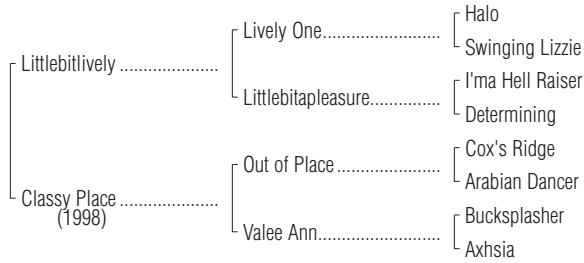 Halo
Lively One
Swinging Lizzie
Littlebitlively
I'ma Hell Raiser
Littlebitapleasure
Determining
Cox's Ridge
Out of Place
Arabian Dancer
Classy Place
(1998)
Bucksplasher
Valee Ann
Axhsia